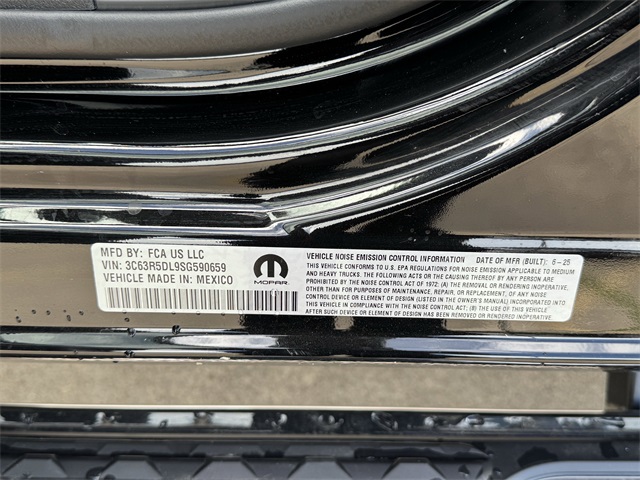 MFD BY: FCA US LLC
VIN: 3C63R5DL9SG590659
VEHICLE MADE IN: MEXICO
MOPAR
VEHICLE NOISE EMISSION CONTROL INFORMATION DATE OF MFR (BUILT): 6-25
THIS VEHICLE CONFORMS TO U.S. EPA REGULATIONS FOR NOISE EMISSION APPLICABLE TO MEDIUM
AND HEAVY TRUCKS. THE FOLLOWING ACTS OR THE CAUSING THEREOF BY ANY PERSON ARE
PROHIBITED BY THE NOISE CONTROL ACT OF 1972: (A) THE REMOVAL OR RENDERING INOPERATIVE,
OTHER THAN FOR PURPOSES OF MAINTENANCE, REPAIR, OR REPLACEMENT, OF ANY NOISE
CONTROL DEVICE OR ELEMENT OF DESIGN (LISTED IN THE OWNER'S MANUAL) INCORPORATED INTO
THIS VEHICLE IN COMPLIANCE WITH THE NOISE CONTROL ACT; (B) THE USE OF THIS VEHICLE
AFTER SUCH DEVICE OR ELEMENT OF DESIGN HAS BEEN REMOVED OR RENDERED INOPERATIVE.